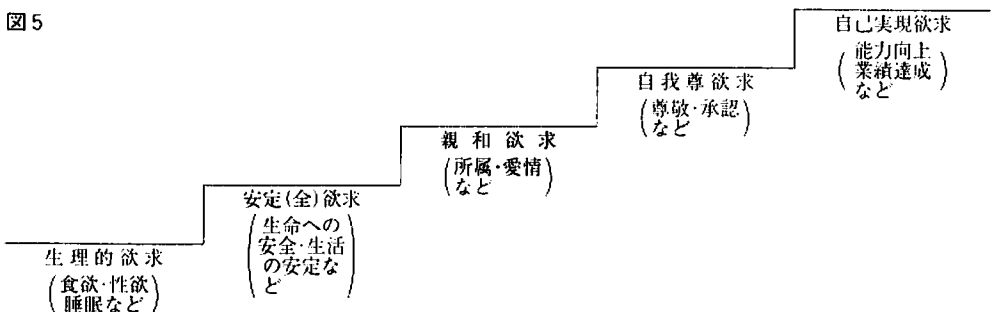 図5
生理的欲求
(食欲・性欲
睡眠など)
安定(全)欲求
(生命への
安全・生活
の安定な
ど)
親和欲求
(所属・愛情
など)
自我尊欲求
(尊敬・承認
など)
自己実現欲求
(能力向上
業績達成
など)